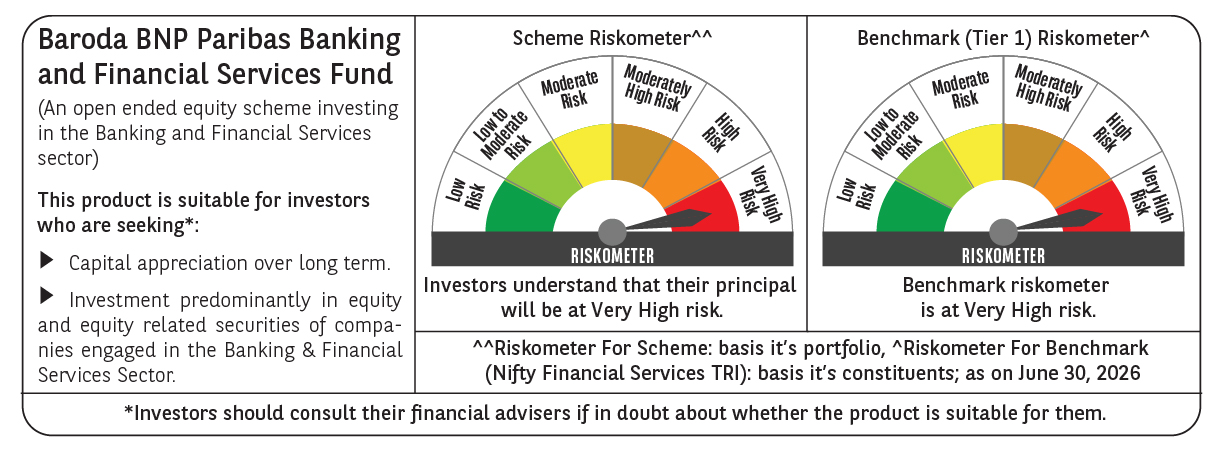 Baroda BNP Paribas Banking
and Financial Services Fund
(An open ended equity scheme investing
in the Banking and Financial Services
sector)
This product is suitable for investors
who are seeking*:
Capital appreciation over long term.
Investment predominantly in equity
and equity related securities of compa-
nies engaged in the Banking & Financial
Services Sector.
Scheme Riskometer^^
Low
Risk
Low to
Moderate
Risk
Moderate
Risk
Moderately
High Risk
High
Risk
Very High
Risk
RISKOMETER
Investors understand that their principal
will be at Very High risk.
Benchmark (Tier 1) Riskometer^
Low
Risk
Low to
Moderate
Risk
Moderate
Risk
Moderately
High Risk
High
Risk
Very High
Risk
RISKOMETER
Benchmark riskometer
is at Very High risk.
^^Riskometer For Scheme: basis it's portfolio, ^Riskometer For Benchmark
(Nifty Financial Services TRI): basis it's constituents; as on June 30, 2026
*Investors should consult their financial advisers if in doubt about whether the product is suitable for them.